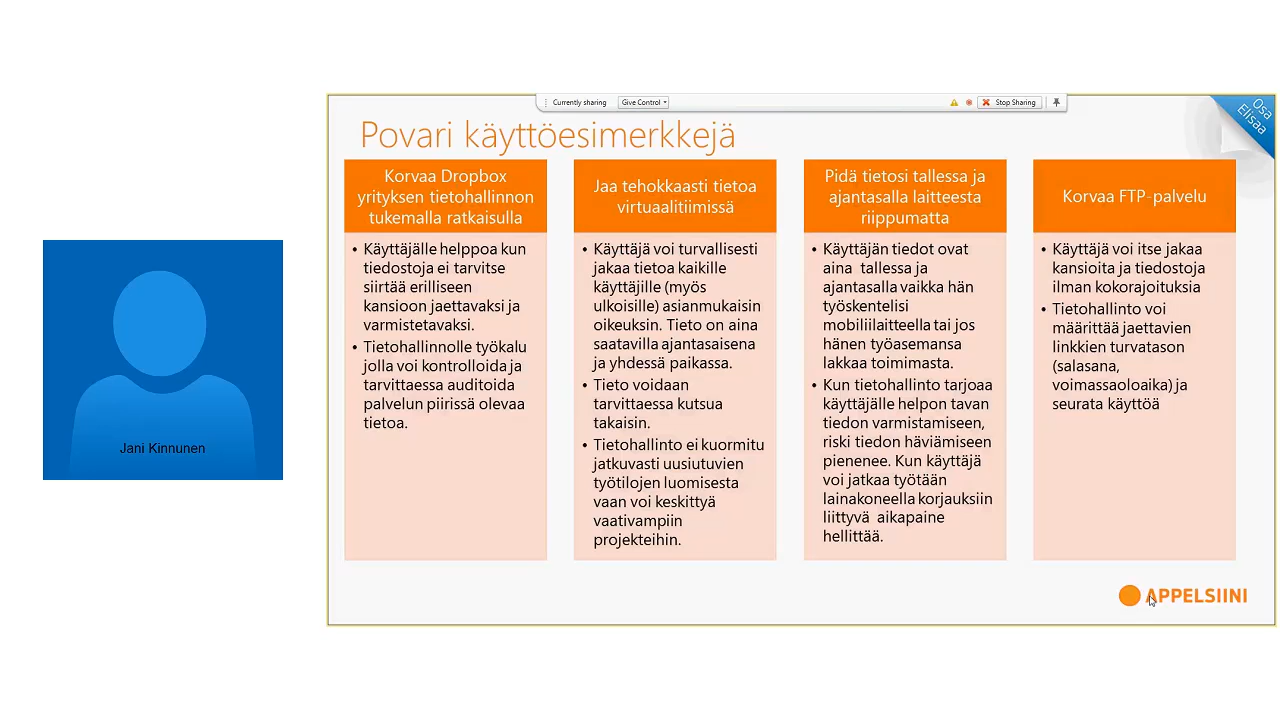 Currently sharing
Give Control
Stop Sharing
Osa
Elisaa
Povari käyttöesimerkkejä
Korvaa Dropbox
yrityksen tietohallinnon
tukemalla ratkaisulla
• Käyttäjälle helppoa kun
tiedostoja ei tarvitse
siirtää erilliseen
kansioon jaettavaksi ja
varmistetavaksi.
• Tietohallinnolle työkalu
jolla voi kontrolloida ja
tarvittaessa auditoida
palvelun piirissä olevaa
tietoa.
Jaa tehokkaasti tietoa
virtuaalitiimissä
• Käyttäjä voi turvallisesti
jakaa tietoa kaikille
käyttäjille (myös
ulkoisille) asianmukaisin
oikeuksin. Tieto on aina
saatavilla ajantasaisena
ja yhdessä paikassa.
• Tieto voidaan
tarvittaessa kutsua
takaisin.
• Tietohallinto ei kuormitu
jatkuvasti uusiutuvien
työtilojen luomisesta
vaan voi keskittyä
vaativampiin
projekteihin.
Pidä tietosi tallessa ja
ajantasalla laitteesta
riippumatta
• Käyttäjän tiedot ovat
aina tallessa ja
ajantasalla vaikka hän
työskentelisi
mobiililaitteella tai jos
hänen työasemansa
lakkaa toimimasta.
• Kun tietohallinto tarjoaa
käyttäjälle helpon tavan
tiedon varmistamiseen,
riski tiedon häviämiseen
pienenee. Kun käyttäjä
voi jatkaa työtään
lainakoneella korjauksiin
liittyvä aikapaine
hellittää.
Korvaa FTP-palvelu
• Käyttäjä voi itse jakaa
kansioita ja tiedostoja
ilman kokorajoituksia
• Tietohallinto voi
määrittää jaettavien
linkkien turvatason
(salasana,
voimassaoloaika) ja
seurata käyttöä
Jani Kinnunen
APPELSIINI